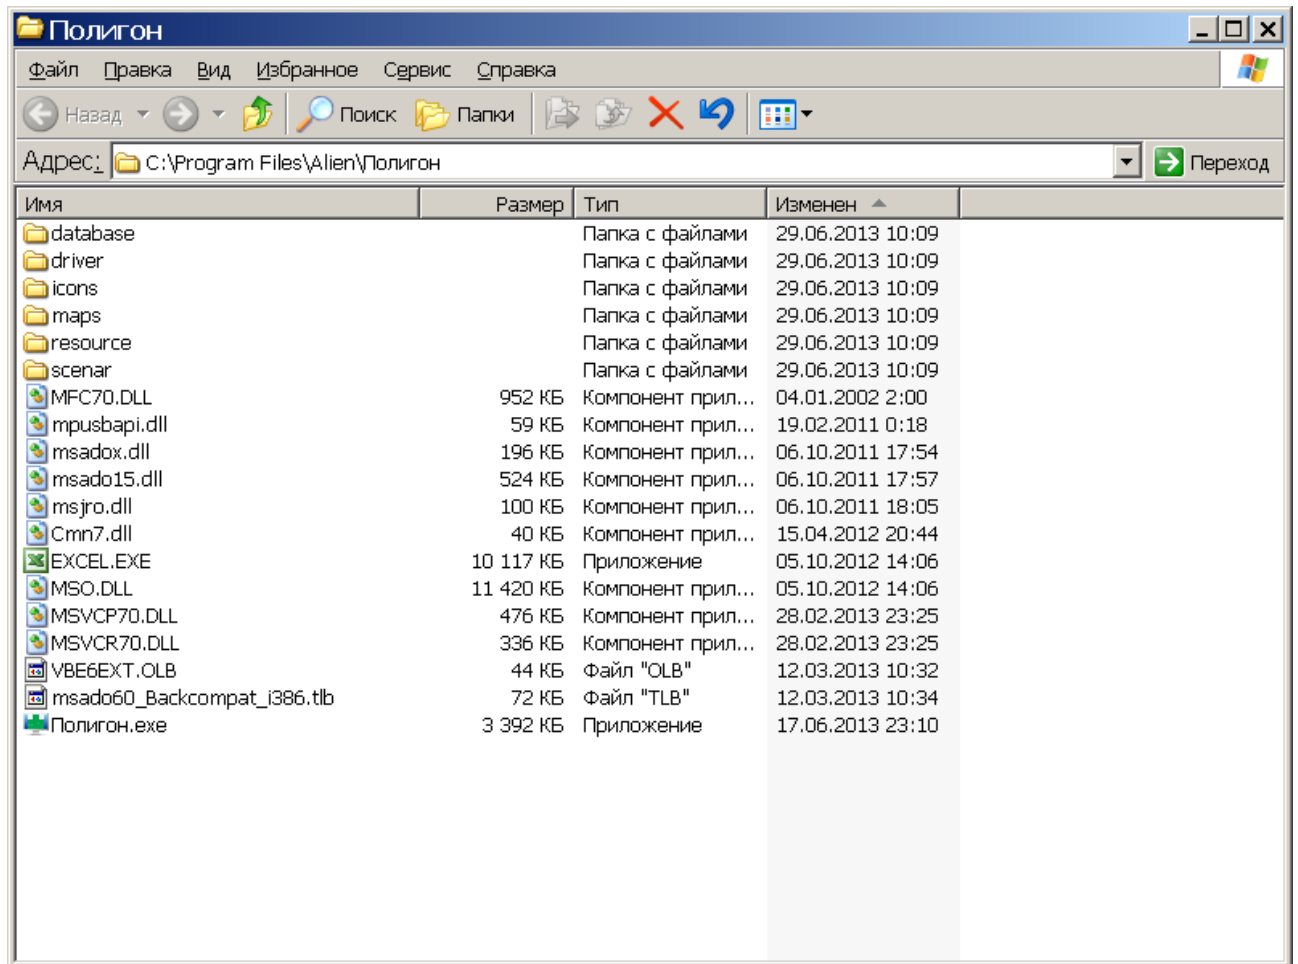 Полигон
Файл Правка Вид Избранное Сервис Справка
Назад Поиск Папки
Адрес: C:\Program Files\Alien\Полигон Переход
Имя Размер Тип Изменен
database Папка с файлами 29.06.2013 10:09
driver Папка с файлами 29.06.2013 10:09
icons Папка с файлами 29.06.2013 10:09
maps Папка с файлами 29.06.2013 10:09
resource Папка с файлами 29.06.2013 10:09
scenar Папка с файлами 29.06.2013 10:09
MFC70.DLL 952 КБ Компонент прил... 04.01.2002 2:00
mpusbapi.dll 59 КБ Компонент прил... 19.02.2011 0:18
msadox.dll 196 КБ Компонент прил... 06.10.2011 17:54
msado15.dll 524 КБ Компонент прил... 06.10.2011 17:57
msjro.dll 100 КБ Компонент прил... 06.10.2011 18:05
Cmn7.dll 40 КБ Компонент прил... 15.04.2012 20:44
EXCEL.EXE 10 117 КБ Приложение 05.10.2012 14:06
MSO.DLL 11 420 КБ Компонент прил... 05.10.2012 14:06
MSVCP70.DLL 476 КБ Компонент прил... 28.02.2013 23:25
MSVCR70.DLL 336 КБ Компонент прил... 28.02.2013 23:25
VBE6EXT.OLB 44 КБ Файл "OLB" 12.03.2013 10:32
msado60_Backcompat_i386.tlb 72 КБ Файл "TLB" 12.03.2013 10:34
Полигон.exe 3 392 КБ Приложение 17.06.2013 23:10